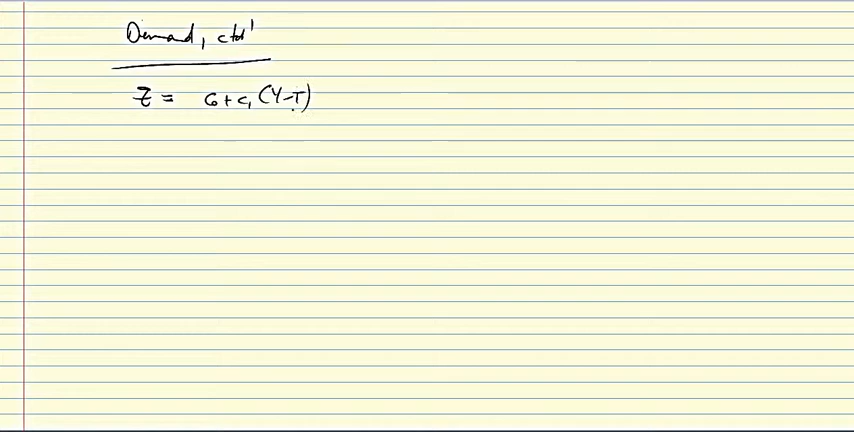 Demand, ctd'
Z = c₀+c₁(Y-T)